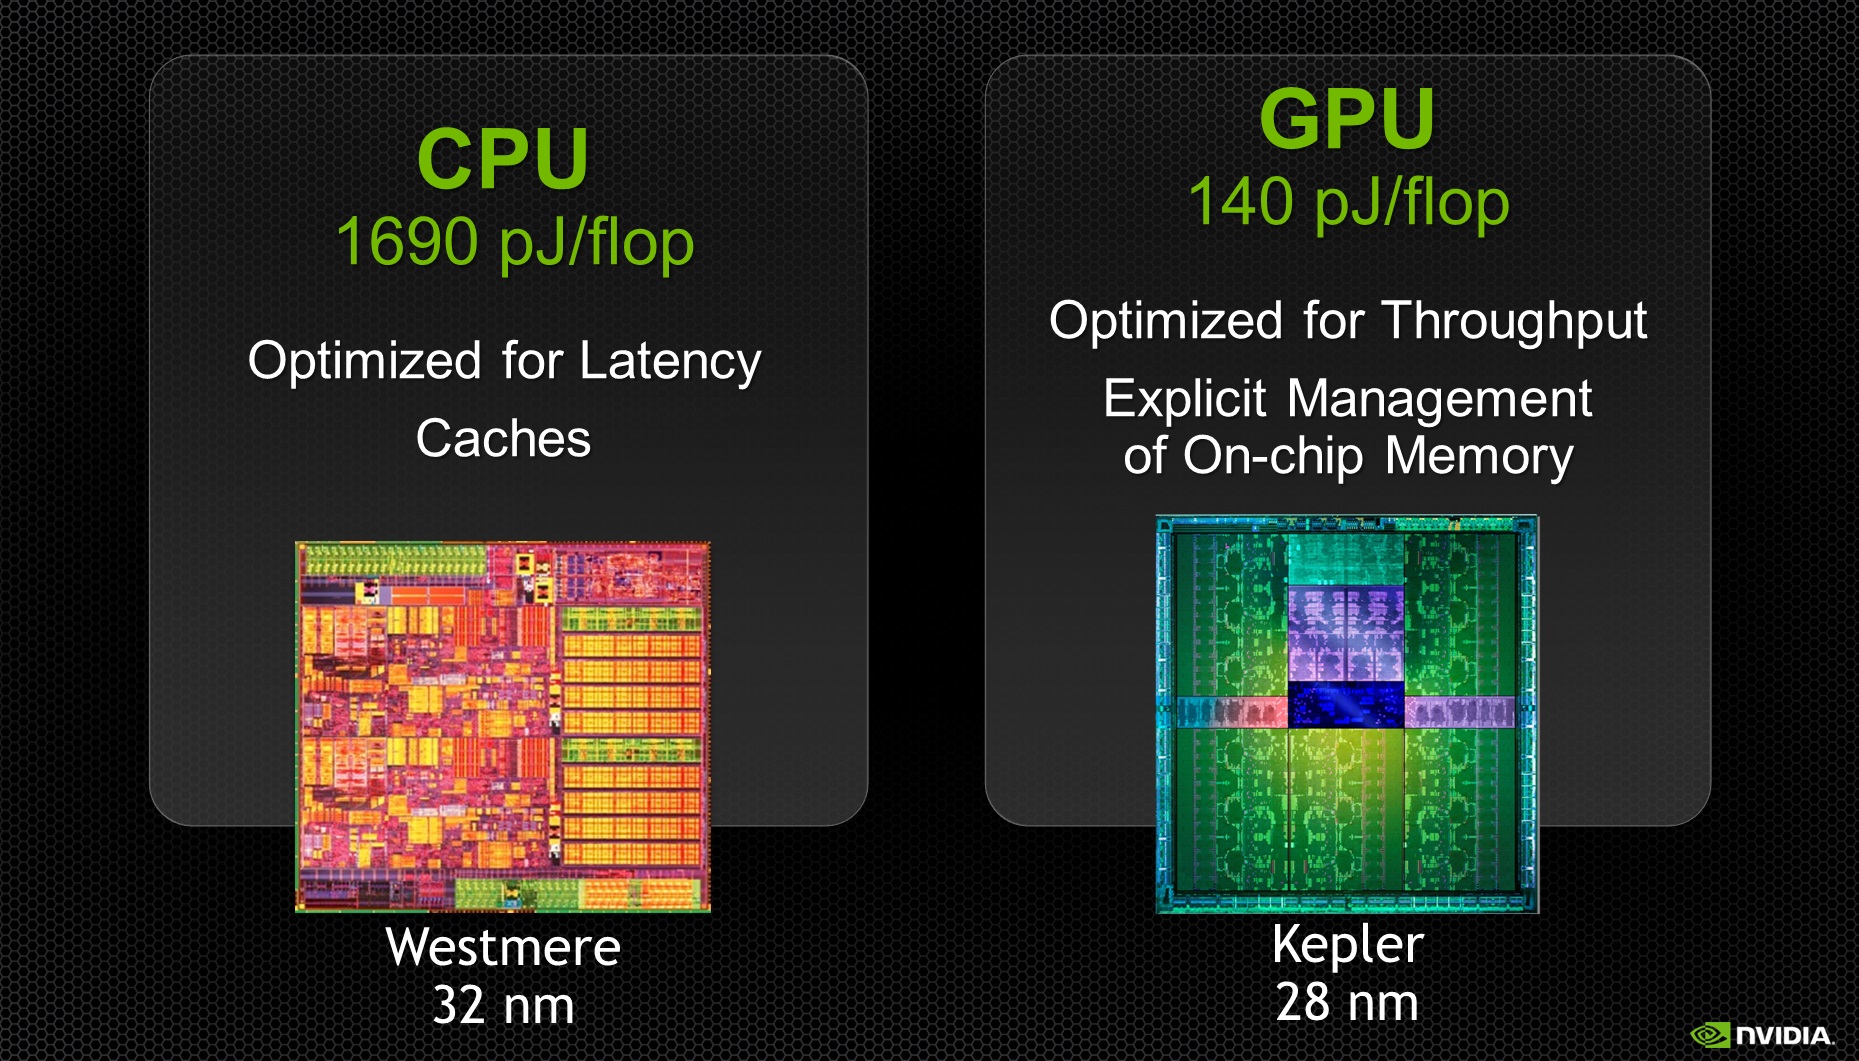 CPU
1690 pJ/flop
Optimized for Latency
Caches
Westmere
32 nm
GPU
140 pJ/flop
Optimized for Throughput
Explicit Management
of On-chip Memory
Kepler
28 nm
NVIDIA.